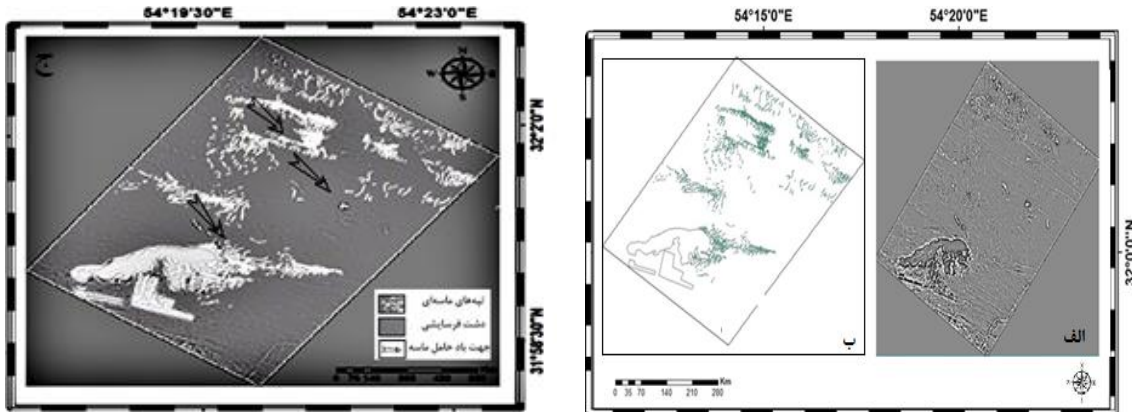 54°19'30"E
54°23'0"E
ج
N
W
E
S
32°2'0"N
31°58'30"N
تپه‌های ماسه‌ای
دشت فرسایشی
جهت باد حامل ماسه
54°15'0"E
54°20'0"E
32°0'0"N
ب
الف
Km
0 35 70 140 210 280